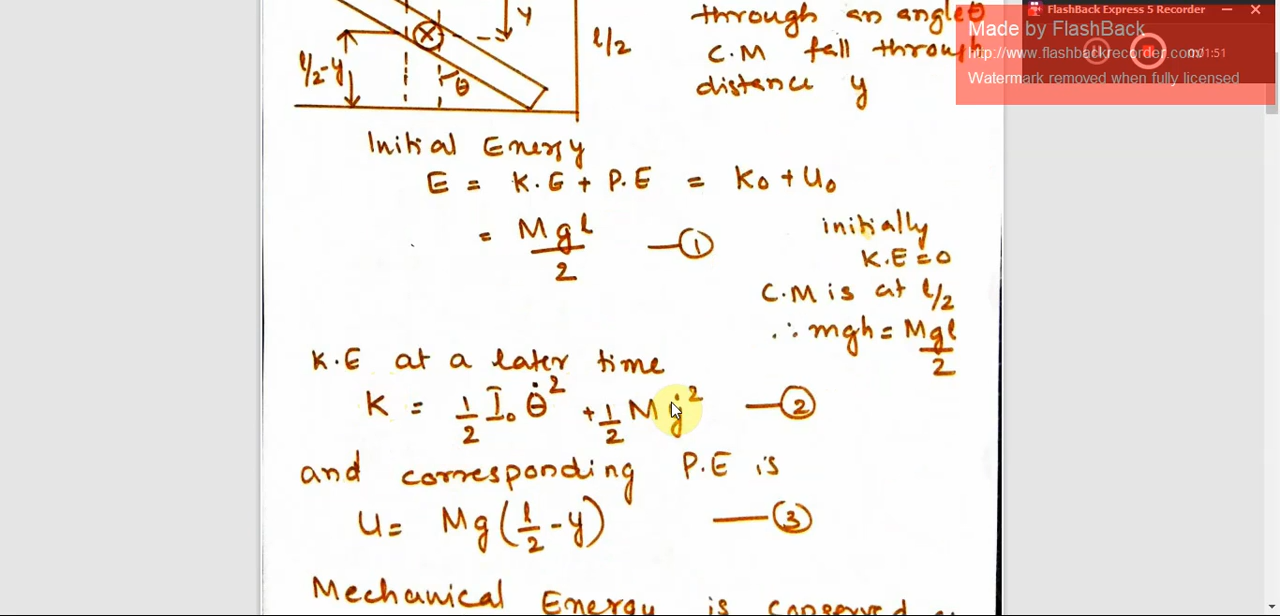 FlashBack Express 5 Recorder
Made by FlashBack
http://www.flashbackrecorder.com/
Watermark removed when fully licensed
through an angle θ
C.M fall through
distance y
y
l/2
l/2-y
θ
Initial Energy
E = K.E + P.E = K0 + U0
= Mgl/2 —①
initially
K.E = 0
C.M is at l/2
∴ mgh = Mgl/2
K.E at a later time
K = 1/2 I0 θ̇² + 1/2 M ẏ² —②
and corresponding P.E is
U = Mg(l/2 - y) —③
Mechanical Energy is conserved